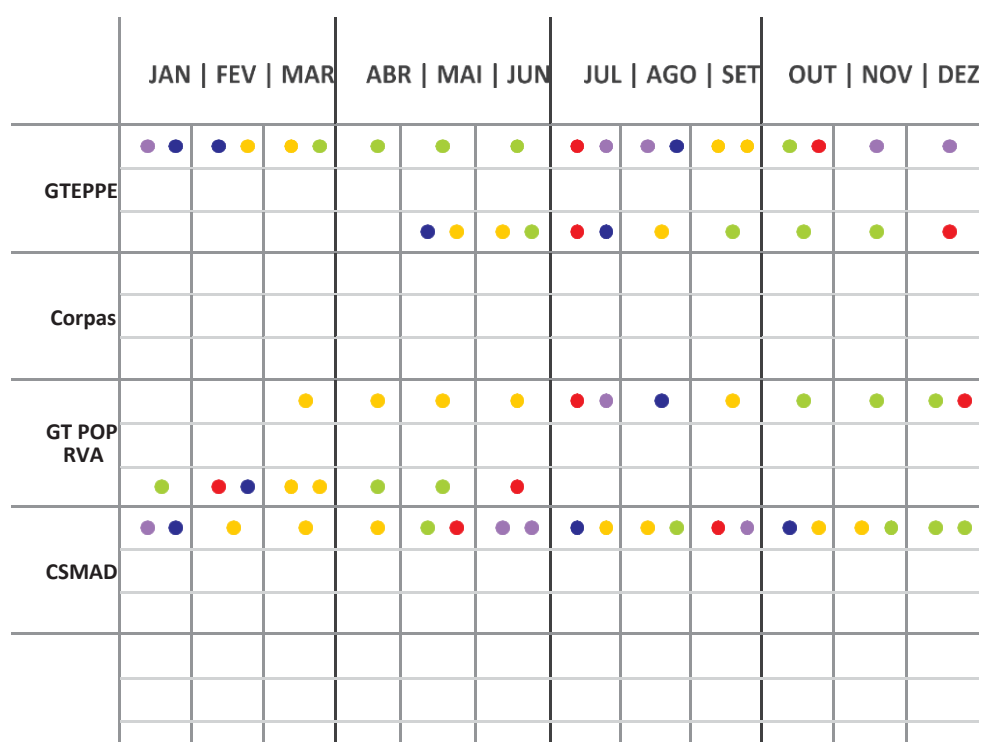 JAN | FEV | MAR ABR | MAI | JUN JUL | AGO | SET OUT | NOV | DEZ
GTEPPE
Corpas
GT POP
RVA
CSMAD